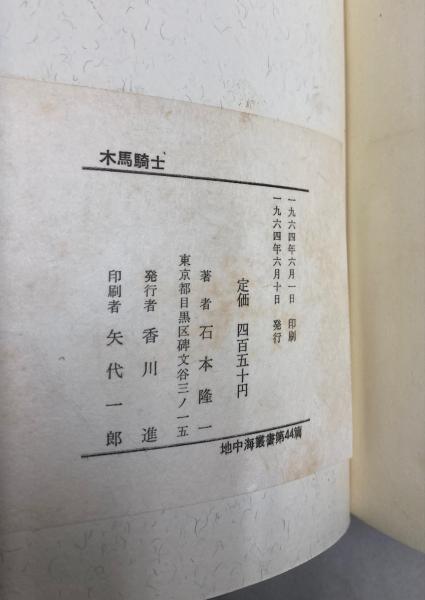 木馬騎士
一九六四年六月一日 印刷
一九六四年六月十日 発行
定価 四百五十円
著者 石本隆一
東京都目黒区碑文谷三ノ一五
発行者 香川進
印刷者 矢代一郎
地中海叢書第44篇